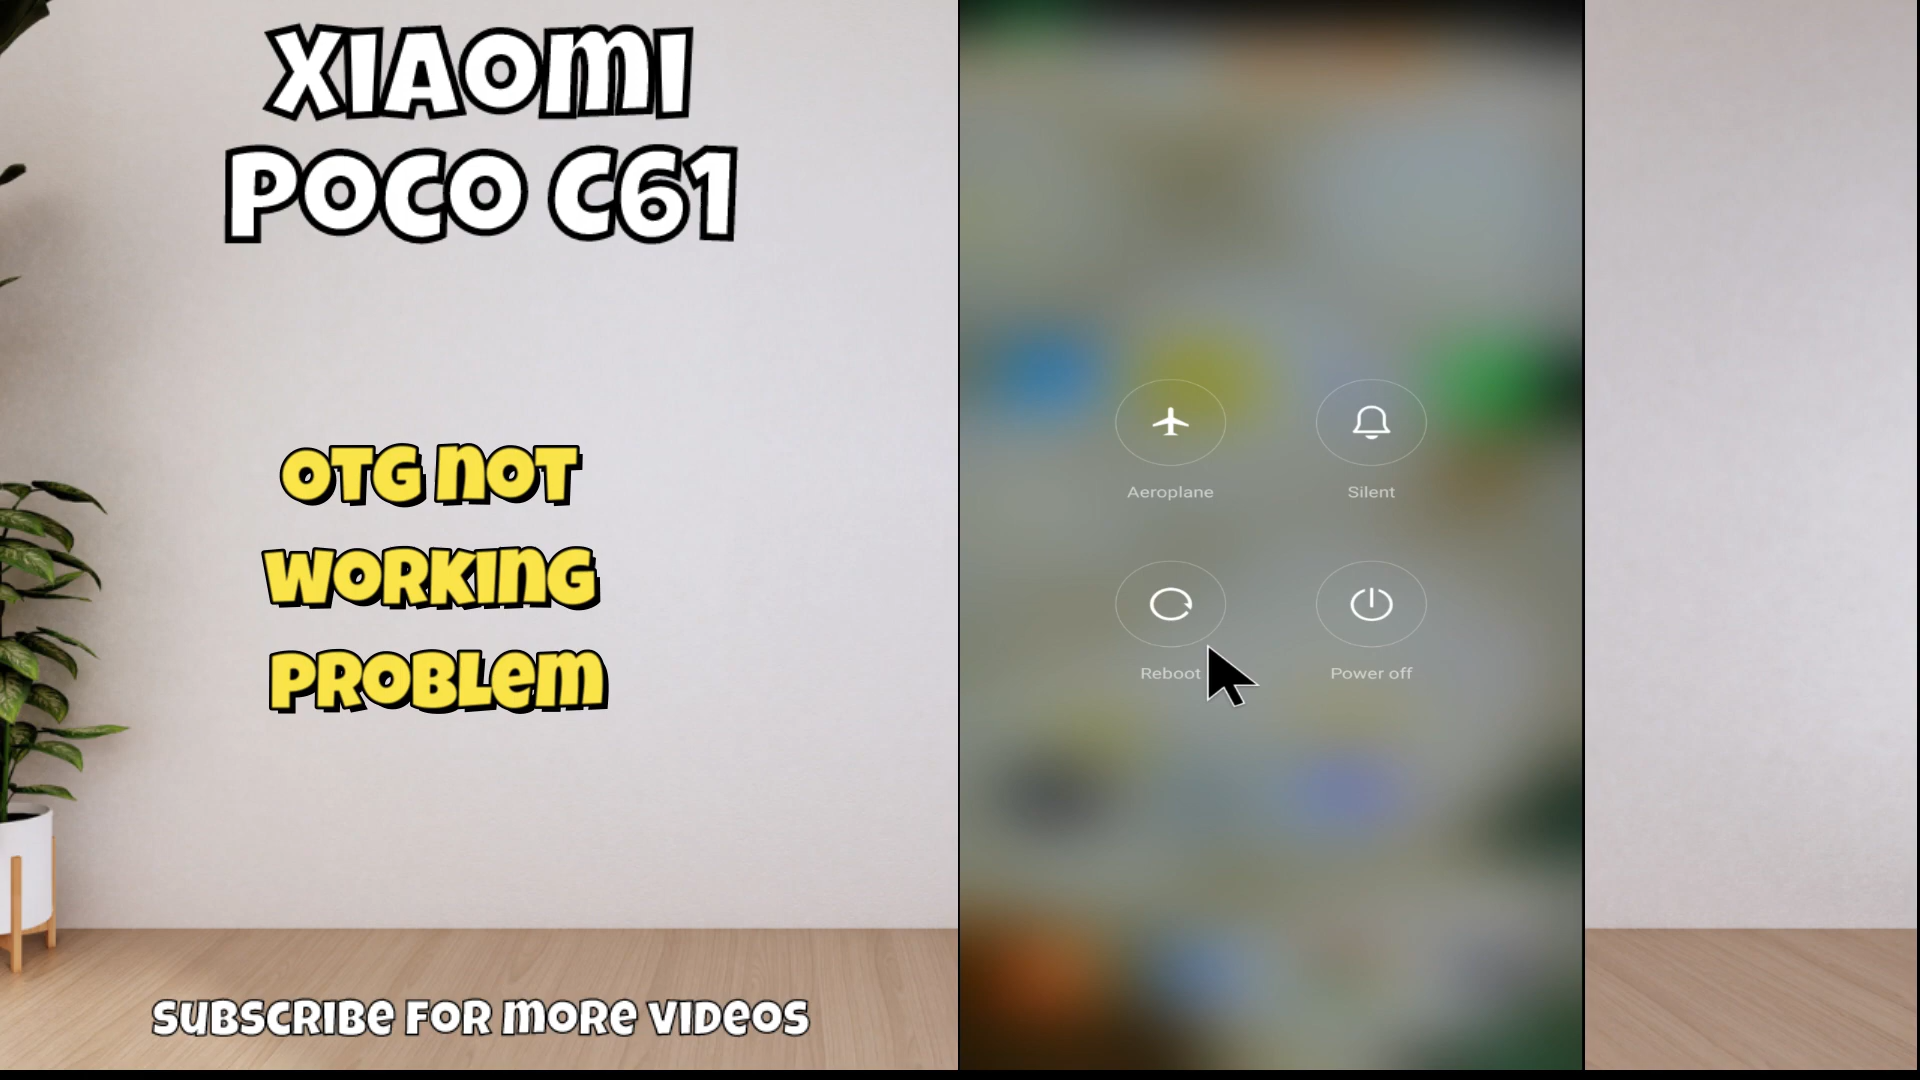 XIAOMI
POCO C61
OTG NOT
WORKING
PROBLEM
SUBSCRIBE FOR MORE VIDEOS
Aeroplane
Silent
Reboot
Power off